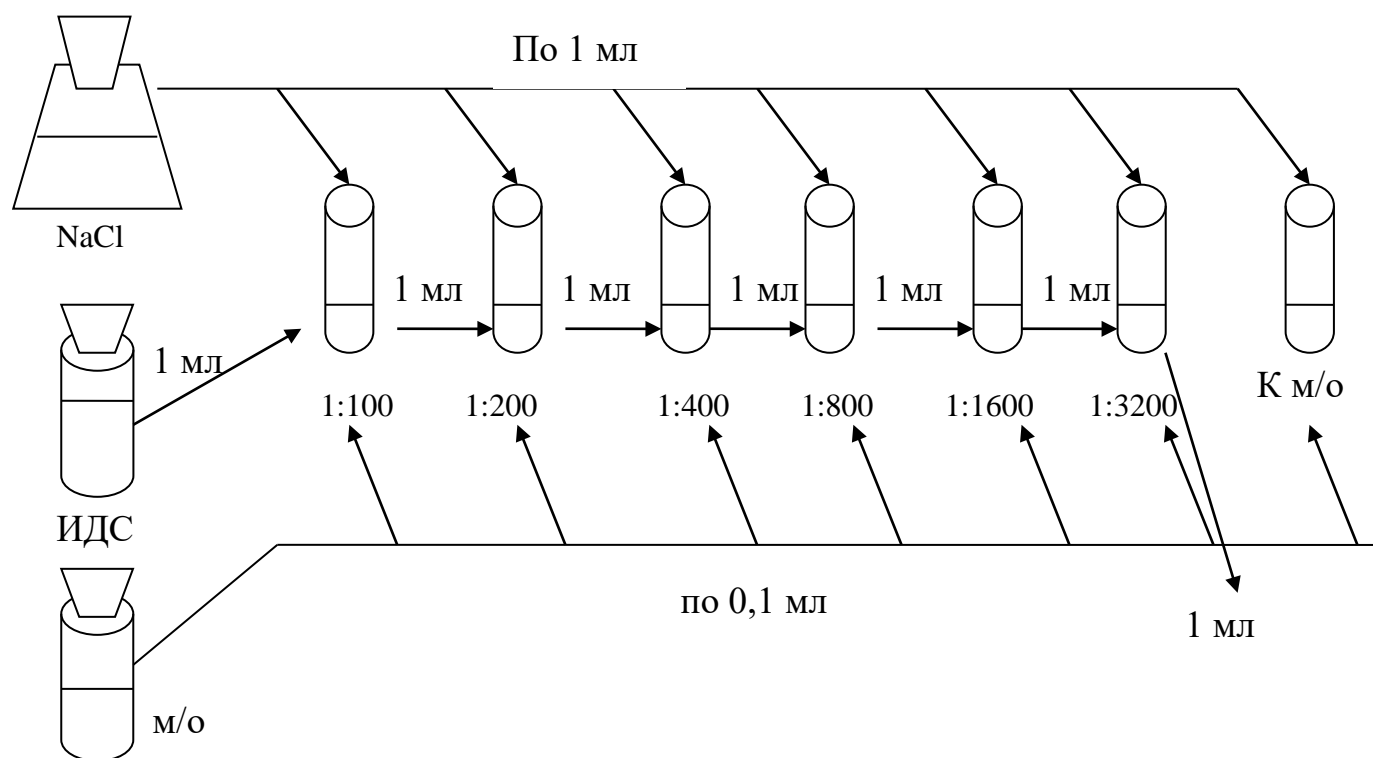 По 1 мл
NaCl
1 мл
1 мл
1 мл
1 мл
1 мл
1 мл
1:100
1:200
1:400
1:800
1:1600
1:3200
К м/о
ИДС
по 0,1 мл
1 мл
м/о